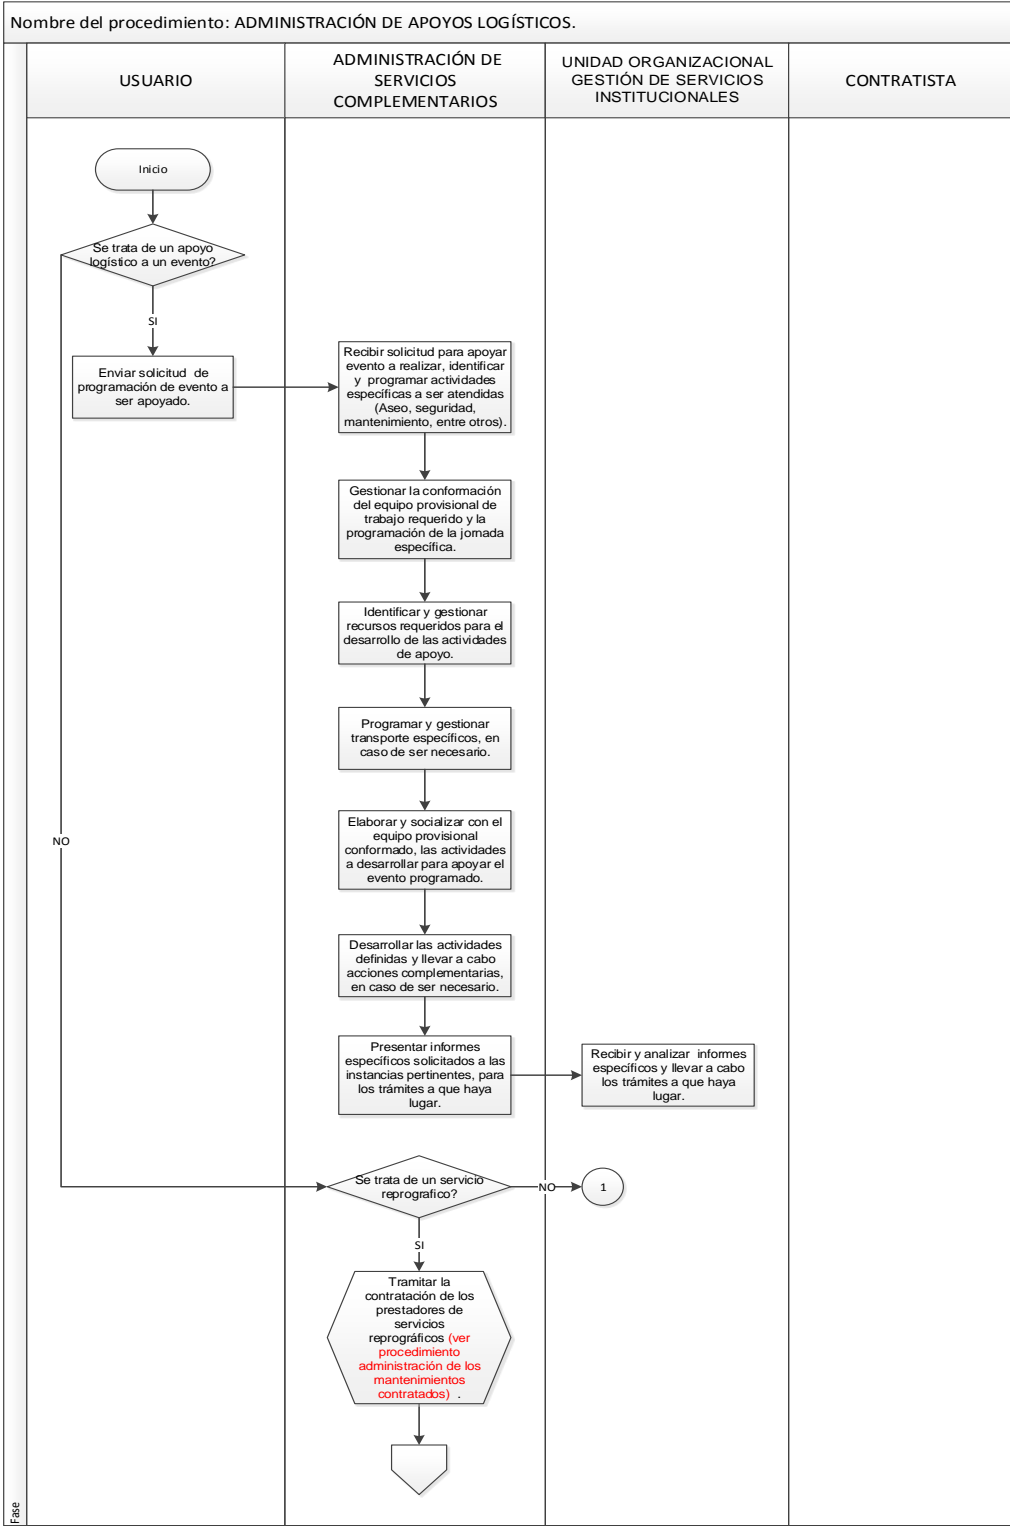 Nombre del procedimiento: ADMINISTRACIÓN DE APOYOS LOGÍSTICOS.
USUARIO
ADMINISTRACIÓN DE
SERVICIOS
COMPLEMENTARIOS
UNIDAD ORGANIZACIONAL
GESTIÓN DE SERVICIOS
INSTITUCIONALES
CONTRATISTA
Inicio
Se trata de un apoyo
logístico a un evento?
SI
Enviar solicitud de
programación de evento a
ser apoyado.
Recibir solicitud para apoyar
evento a realizar, identificar
y programar actividades
específicas a ser atendidas
(Aseo, seguridad,
mantenimiento, entre otros).
Gestionar la conformación
del equipo provisional de
trabajo requerido y la
programación de la jornada
específica.
Identificar y gestionar
recursos requeridos para el
desarrollo de las actividades
de apoyo.
Programar y gestionar
transporte específicos, en
caso de ser necesario.
Elaborar y socializar con el
equipo provisional
conformado, las actividades
a desarrollar para apoyar el
evento programado.
NO
Desarrollar las actividades
definidas y llevar a cabo
acciones complementarias,
en caso de ser necesario.
Presentar informes
específicos solicitados a las
instancias pertinentes, para
los trámites a que haya
lugar.
Recibir y analizar informes
específicos y llevar a cabo
los trámites a que haya
lugar.
Se trata de un servicio
reprografico?
NO
1
SI
Tramitar la
contratación de los
prestadores de
servicios
reprográficos (ver
procedimiento
administración de los
mantenimientos
contratados) .
Fase